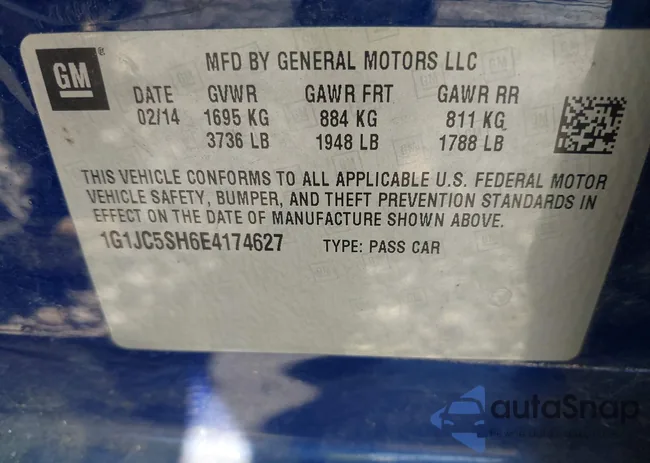 GM ® MFD BY GENERAL MOTORS LLC
DATE GVWR GAWR FRT GAWR RR
02/14 1695 KG 884 KG 811 KG
3736 LB 1948 LB 1788 LB
THIS VEHICLE CONFORMS TO ALL APPLICABLE U.S. FEDERAL MOTOR
VEHICLE SAFETY, BUMPER, AND THEFT PREVENTION STANDARDS IN
EFFECT ON THE DATE OF MANUFACTURE SHOWN ABOVE.
1G1JC5SH6E4174627 TYPE: PASS CAR
autoSnap